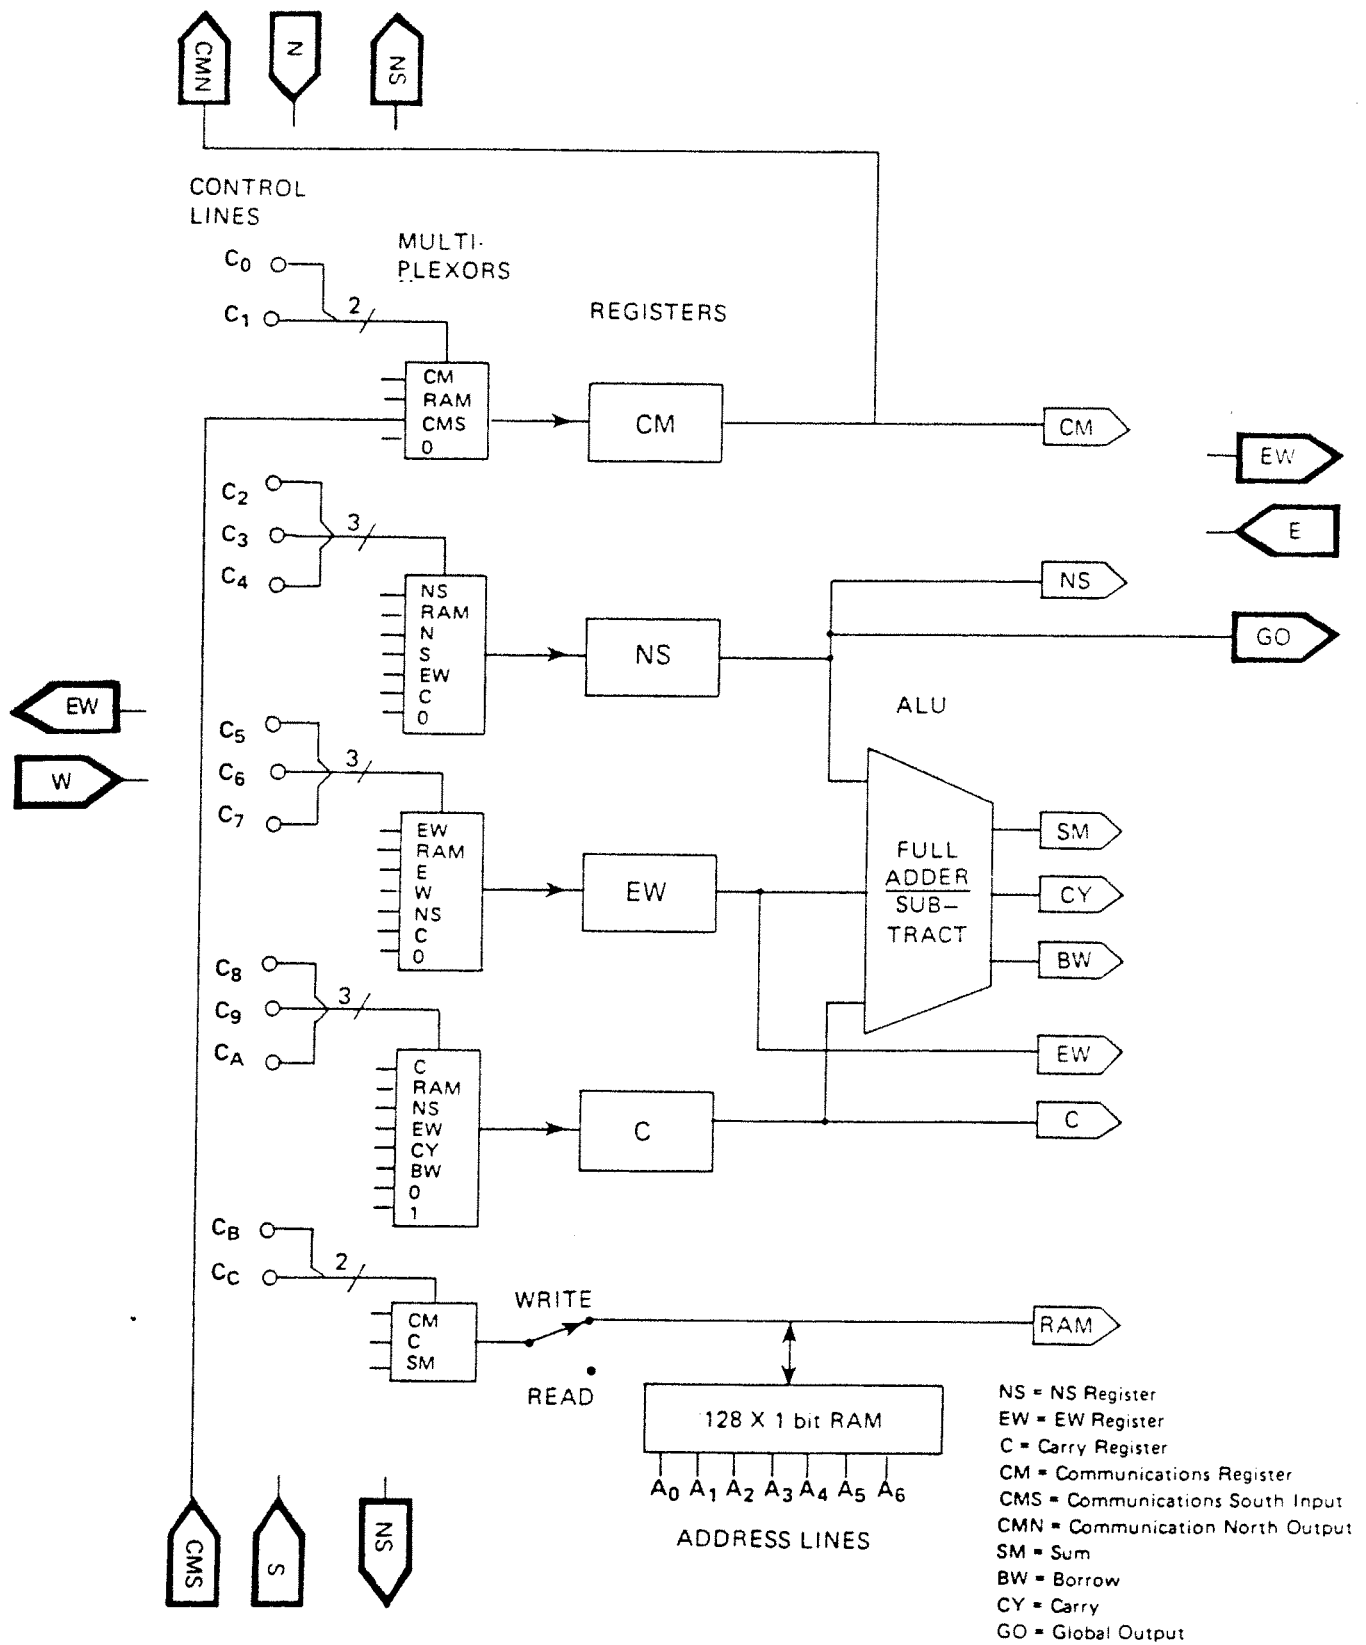 CMN
N
NS
CONTROL
LINES
MULTI-
PLEXORS
REGISTERS
C0
C1
2
CM
RAM
CMS
0
CM
CM
EW
E
C2
C3
C4
3
NS
RAM
N
S
EW
C
0
NS
NS
GO
EW
W
ALU
C5
C6
C7
3
EW
RAM
E
W
NS
C
0
EW
FULL
ADDER
SUB-
TRACT
SM
CY
BW
EW
C8
C9
CA
3
C
RAM
NS
EW
CY
BW
0
1
C
C
CB
CC
2
CM
C
SM
WRITE
READ
RAM
128 X 1 bit RAM
A0 A1 A2 A3 A4 A5 A6
ADDRESS LINES
CMS
S
NS
NS = NS Register
EW = EW Register
C = Carry Register
CM = Communications Register
CMS = Communications South Input
CMN = Communication North Output
SM = Sum
BW = Borrow
CY = Carry
GO = Global Output